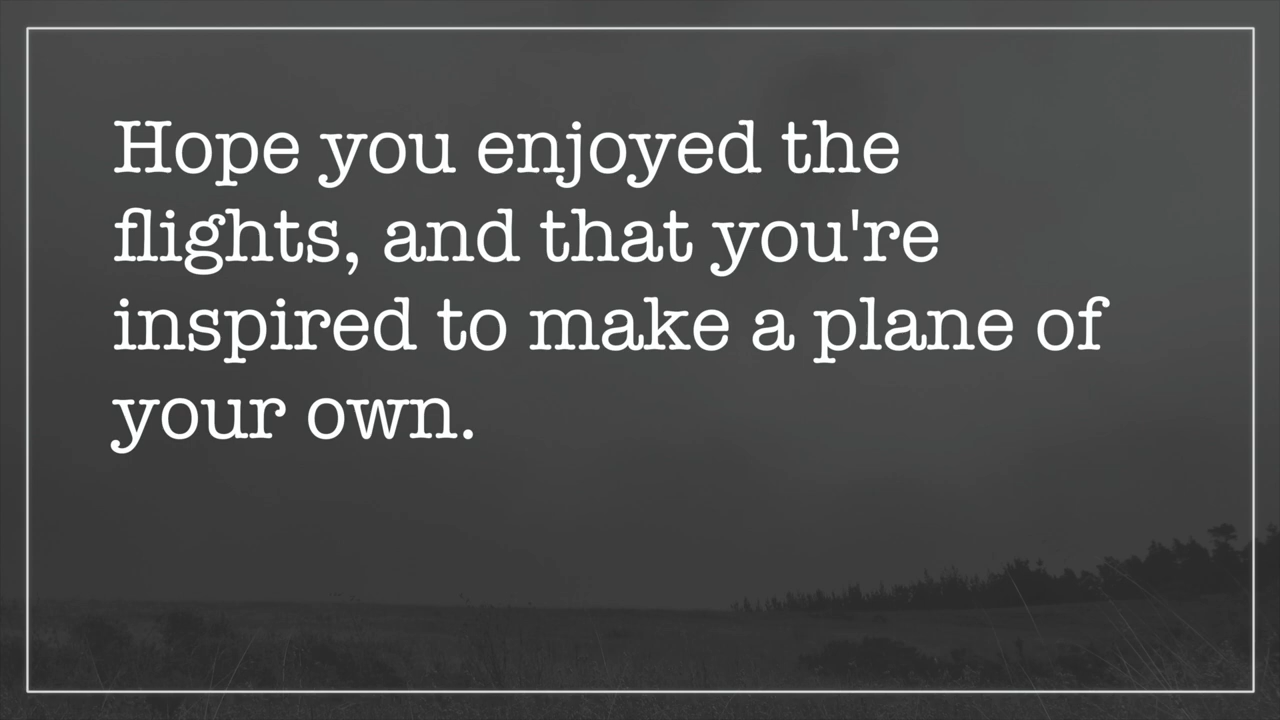 Hope you enjoyed the
flights, and that you're
inspired to make a plane of
your own.